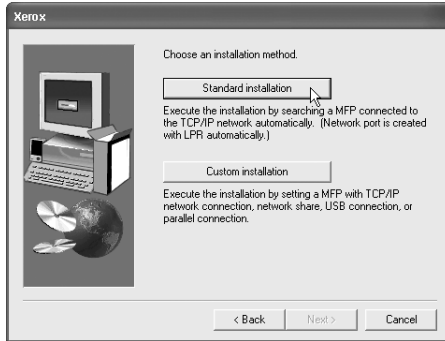 Xerox
Choose an installation method.
Standard installation
Execute the installation by searching a MFP connected to
the TCP/IP network automatically. (Network port is created
with LPR automatically.)
Custom installation
Execute the installation by setting a MFP with TCP/IP
network connection, network share, USB connection, or
parallel connection.
< Back
Next >
Cancel